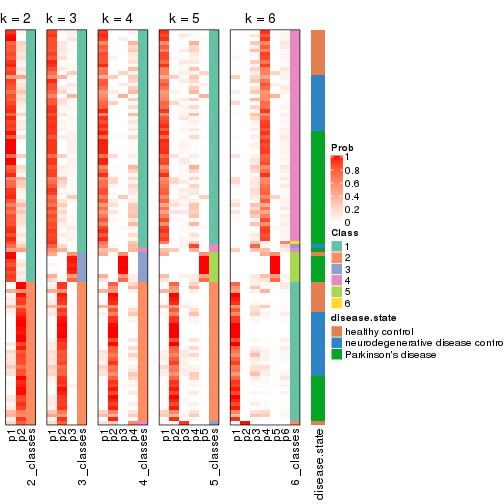 k = 2 k = 3 k = 4 k = 5 k = 6
Prob
1
0.8
0.6
0.4
0.2
0
Class
1
2
3
4
5
6
disease.state
healthy control
neurodegenerative disease contro
Parkinson's disease
p1 p2 2_classes p1 p2 p3 3_classes p1 p2 p3 p4 4_classes p1 p2 p3 p4 p5 5_classes p1 p2 p3 p4 p5 p6 6_classes disease.state